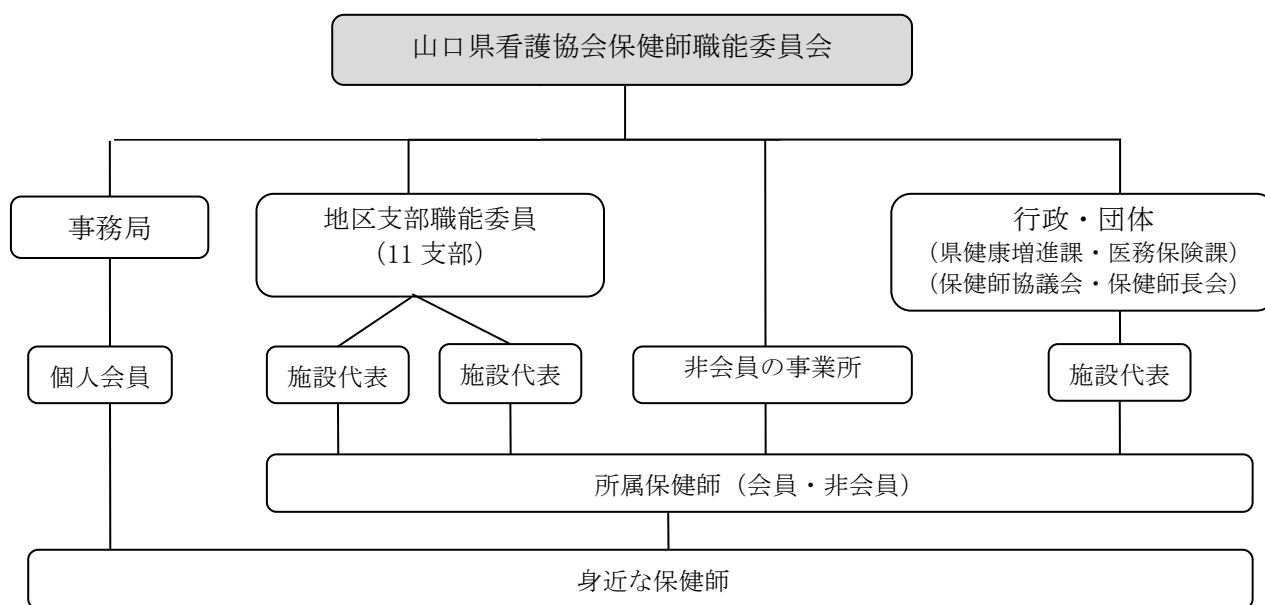 山口県看護協会保健師職能委員会
事務局
地区支部職能委員
（11 支部）
行政・団体
（県健康増進課・医務保険課）
（保健師協議会・保健師長会）
個人会員
施設代表
施設代表
非会員の事業所
施設代表
所属保健師（会員・非会員）
身近な保健師